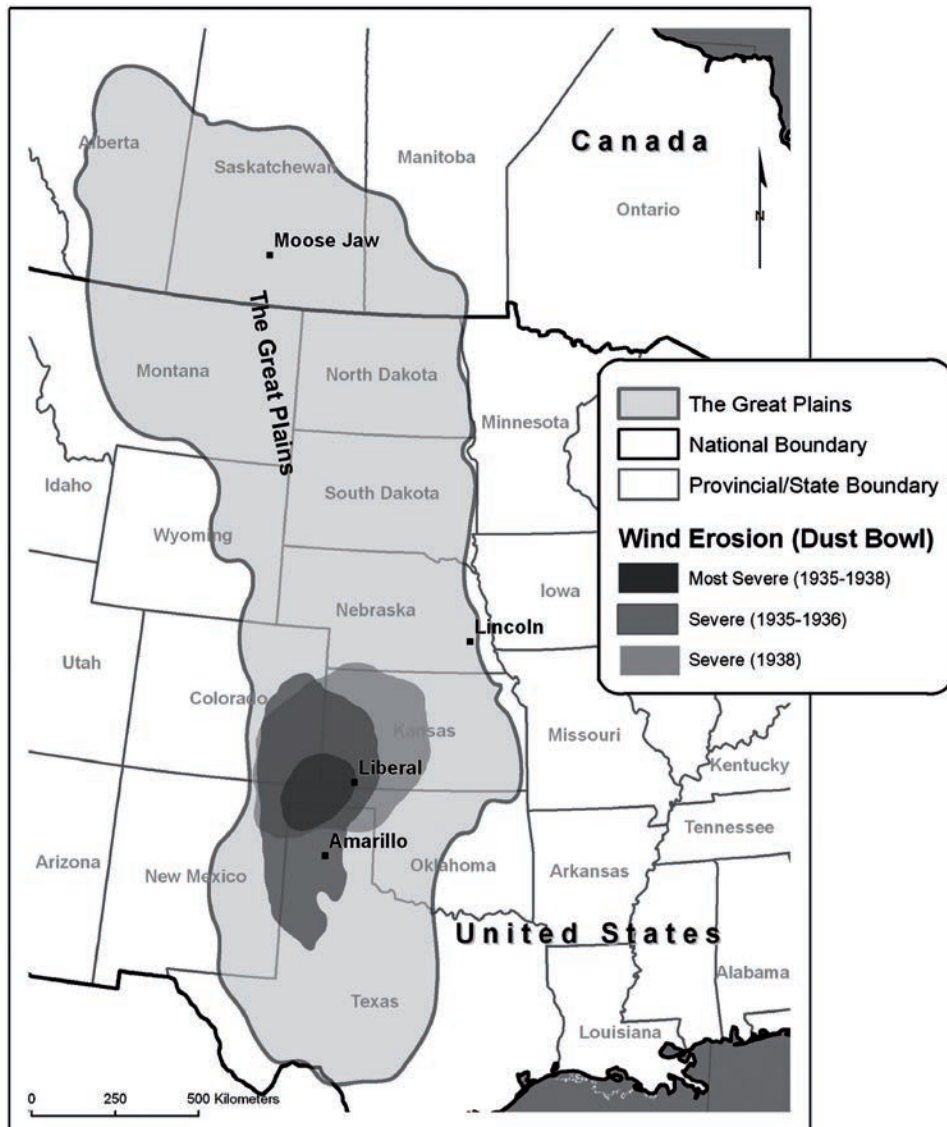 Canada
Alberta
Saskatchewan
Manitoba
Ontario
N
Moose Jaw
The Great Plains
Montana
North Dakota
Minnesota
South Dakota
Idaho
Wyoming
Nebraska
Iowa
Lincoln
Utah
Colorado
Kansas
Missouri
Kentucky
Liberal
Tennessee
Amarillo
Arizona
New Mexico
Oklahoma
Arkansas
United States
Alabama
Texas
Louisiana
0 250 500 Kilometers
The Great Plains
National Boundary
Provincial/State Boundary
Wind Erosion (Dust Bowl)
Most Severe (1935-1938)
Severe (1935-1936)
Severe (1938)